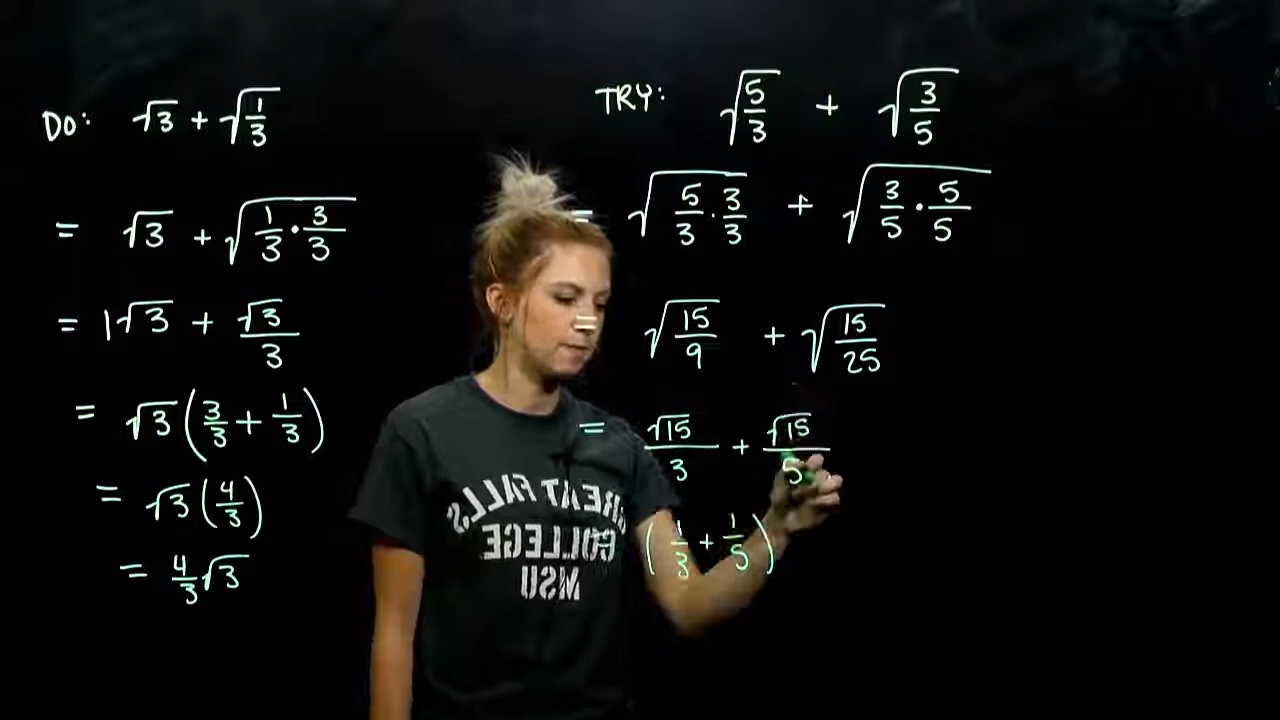 DO: √3 + √(1/3)
= √3 + √(1/3 · 3/3)
= 1√3 + √3/3
= √3 (3/3 + 1/3)
= √3 (4/3)
= 4/3 √3
TRY: √(5/3) + √(3/5)
= √(5/3 · 3/3) + √(3/5 · 5/5)
= √(15/9) + √(15/25)
= √15/3 + √15/5
(1/3 + 1/5)
GREAT FALLS
COLLEGE
MSU